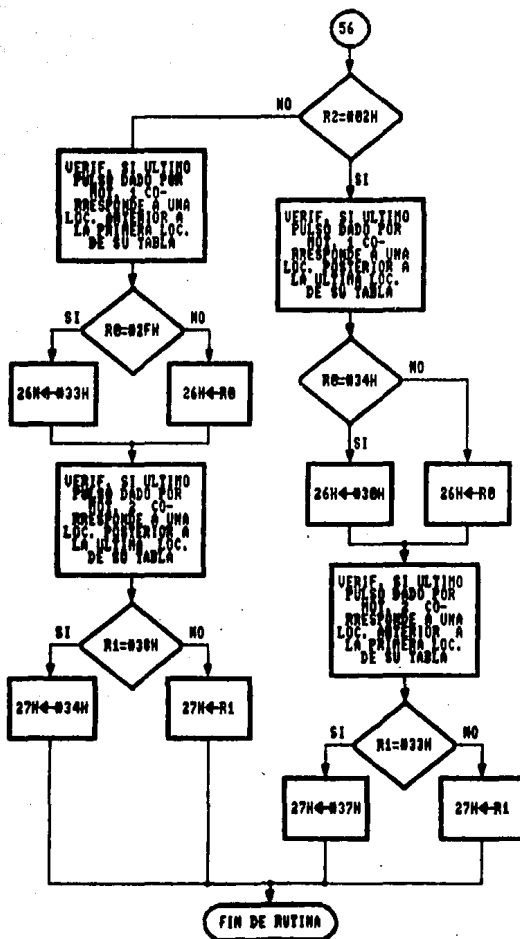 56
R2=#02H
NO
SI
VERIF. SI ULTIMO
PULSO DADO POR
MOT. 1 CO-
RRESPONDE A UNA
LOC. ANTERIOR A
LA PRIMERA LOC.
DE SU TABLA
R0=#2FH
SI
NO
26H←#33H
26H←R0
VERIF. SI ULTIMO
PULSO DADO POR
MOT. 2 CO-
RRESPONDE A UNA
LOC. POSTERIOR A
LA ULTIMA LOC.
DE SU TABLA
R1=#38H
SI
NO
27H←#34H
27H←R1
VERIF. SI ULTIMO
PULSO DADO POR
MOT. 1 CO-
RRESPONDE A UNA
LOC. POSTERIOR A
LA ULTIMA LOC.
DE SU TABLA
R0=#34H
NO
SI
26H←#30H
26H←R0
VERIF. SI ULTIMO
PULSO DADO POR
MOT. 2 CO-
RRESPONDE A UNA
LOC. ANTERIOR A
LA PRIMERA LOC.
DE SU TABLA
R1=#33H
SI
NO
27H←#37H
27H←R1
FIN DE RUTINA